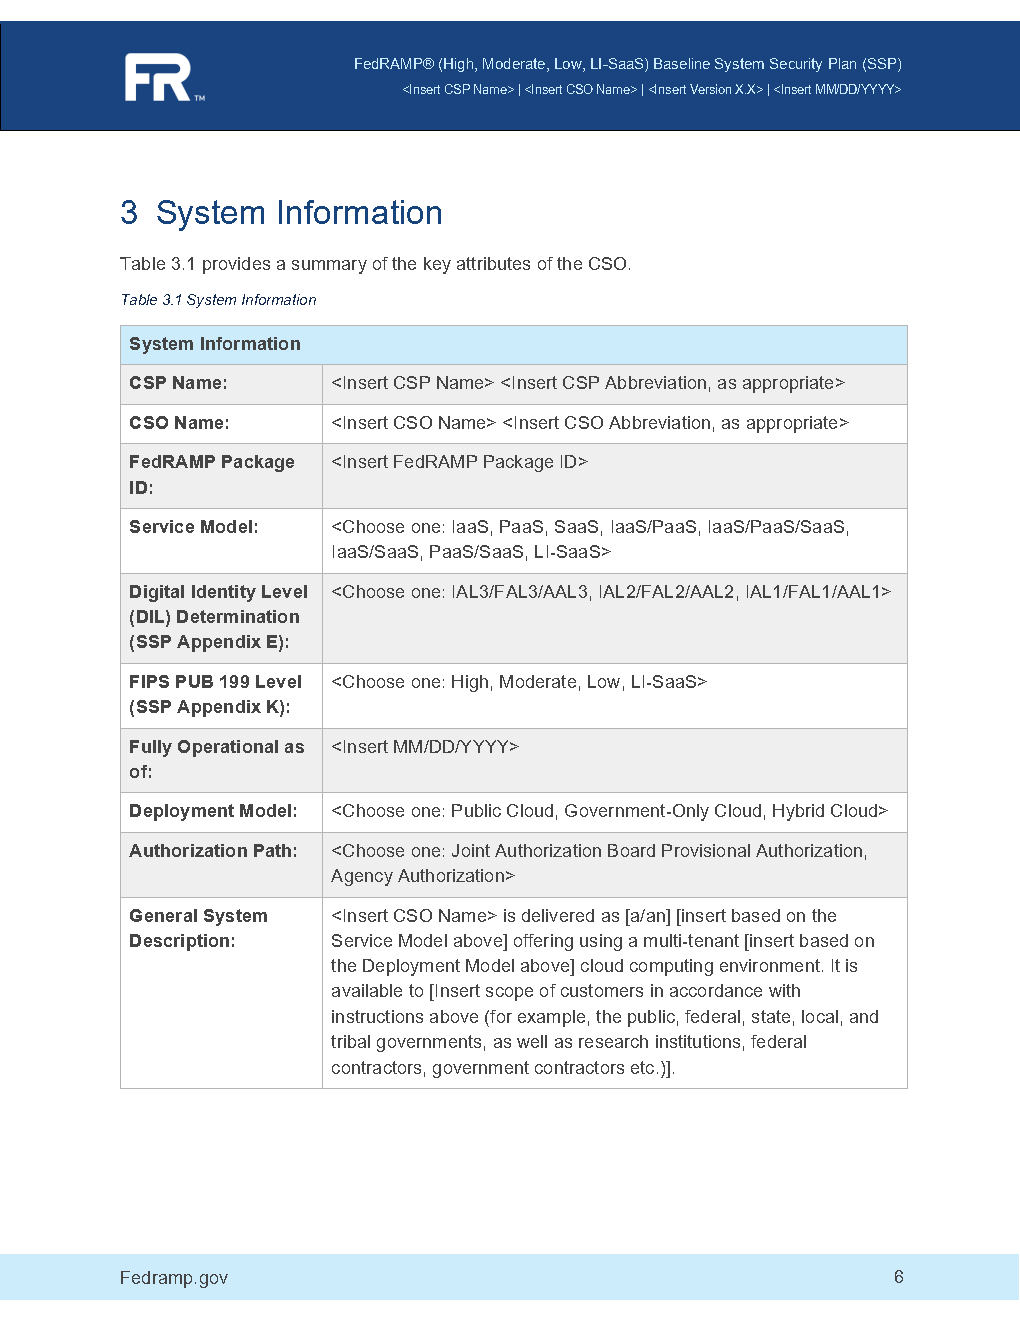 FR™
FedRAMP® (High, Moderate, Low, LI-SaaS) Baseline System Security Plan (SSP)
<Insert CSP Name> | <Insert CSO Name> | <Insert Version X.X> | <Insert MM/DD/YYYY>
3 System Information
Table 3.1 provides a summary of the key attributes of the CSO.
Table 3.1 System Information
System Information
CSP Name:
<Insert CSP Name> <Insert CSP Abbreviation, as appropriate>
CSO Name:
<Insert CSO Name> <Insert CSO Abbreviation, as appropriate>
FedRAMP Package
ID:
<Insert FedRAMP Package ID>
Service Model:
<Choose one: IaaS, PaaS, SaaS, IaaS/PaaS, IaaS/PaaS/SaaS,
IaaS/SaaS, PaaS/SaaS, LI-SaaS>
Digital Identity Level
(DIL) Determination
(SSP Appendix E):
<Choose one: IAL3/FAL3/AAL3, IAL2/FAL2/AAL2, IAL1/FAL1/AAL1>
FIPS PUB 199 Level
(SSP Appendix K):
<Choose one: High, Moderate, Low, LI-SaaS>
Fully Operational as
of:
<Insert MM/DD/YYYY>
Deployment Model:
<Choose one: Public Cloud, Government-Only Cloud, Hybrid Cloud>
Authorization Path:
<Choose one: Joint Authorization Board Provisional Authorization,
Agency Authorization>
General System
Description:
<Insert CSO Name> is delivered as [a/an] [insert based on the
Service Model above] offering using a multi-tenant [insert based on
the Deployment Model above] cloud computing environment. It is
available to [Insert scope of customers in accordance with
instructions above (for example, the public, federal, state, local, and
tribal governments, as well as research institutions, federal
contractors, government contractors etc.)].
Fedramp.gov
6